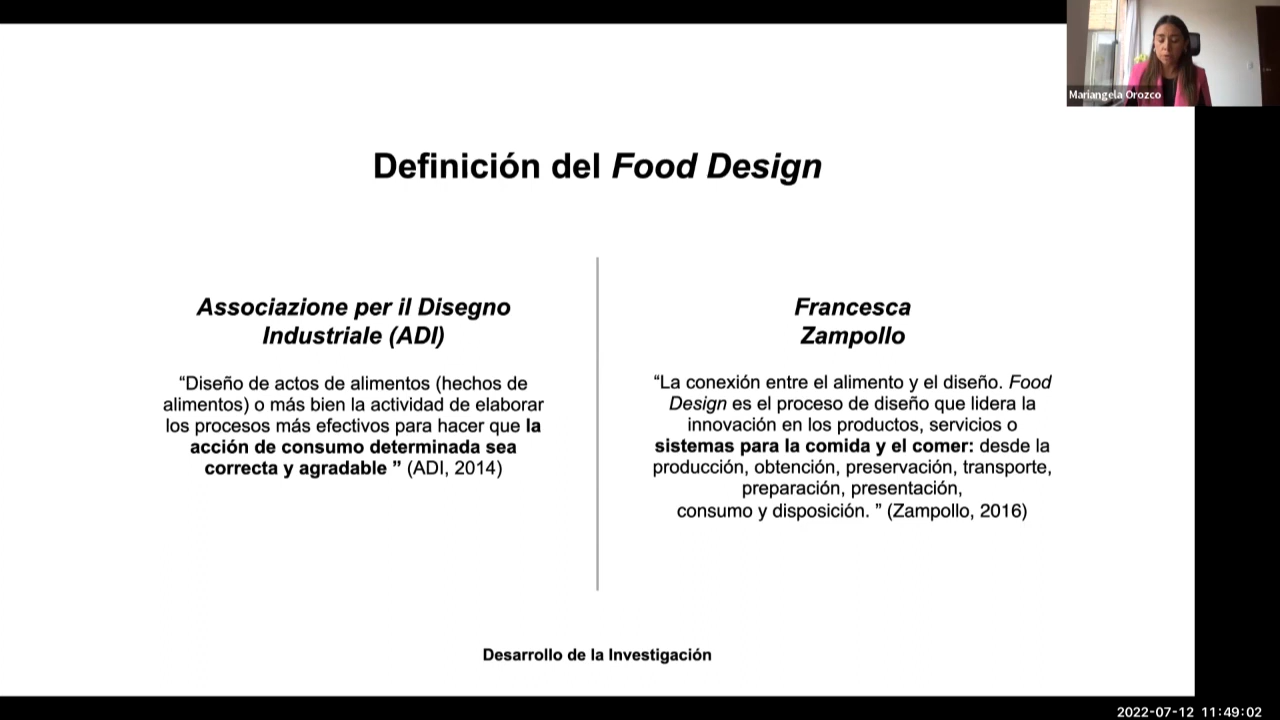 Mariangela Orozco
Definición del Food Design
Associazione per il Disegno
Industriale (ADI)
“Diseño de actos de alimentos (hechos de
alimentos) o más bien la actividad de elaborar
los procesos más efectivos para hacer que la
acción de consumo determinada sea
correcta y agradable ” (ADI, 2014)
Francesca
Zampollo
“La conexión entre el alimento y el diseño. Food
Design es el proceso de diseño que lidera la
innovación en los productos, servicios o
sistemas para la comida y el comer: desde la
producción, obtención, preservación, transporte,
preparación, presentación,
consumo y disposición. ” (Zampollo, 2016)
Desarrollo de la Investigación
2022-07-12 11:49:02